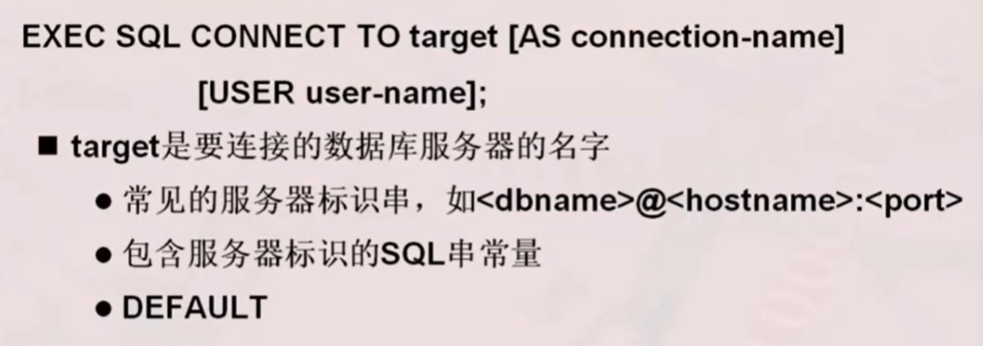 EXEC SQL CONNECT TO target [AS connection-name]
[USER user-name];
■ target是要连接的数据库服务器的名字
● 常见的服务器标识串，如<dbname>@<hostname>:<port>
● 包含服务器标识的SQL串常量
● DEFAULT